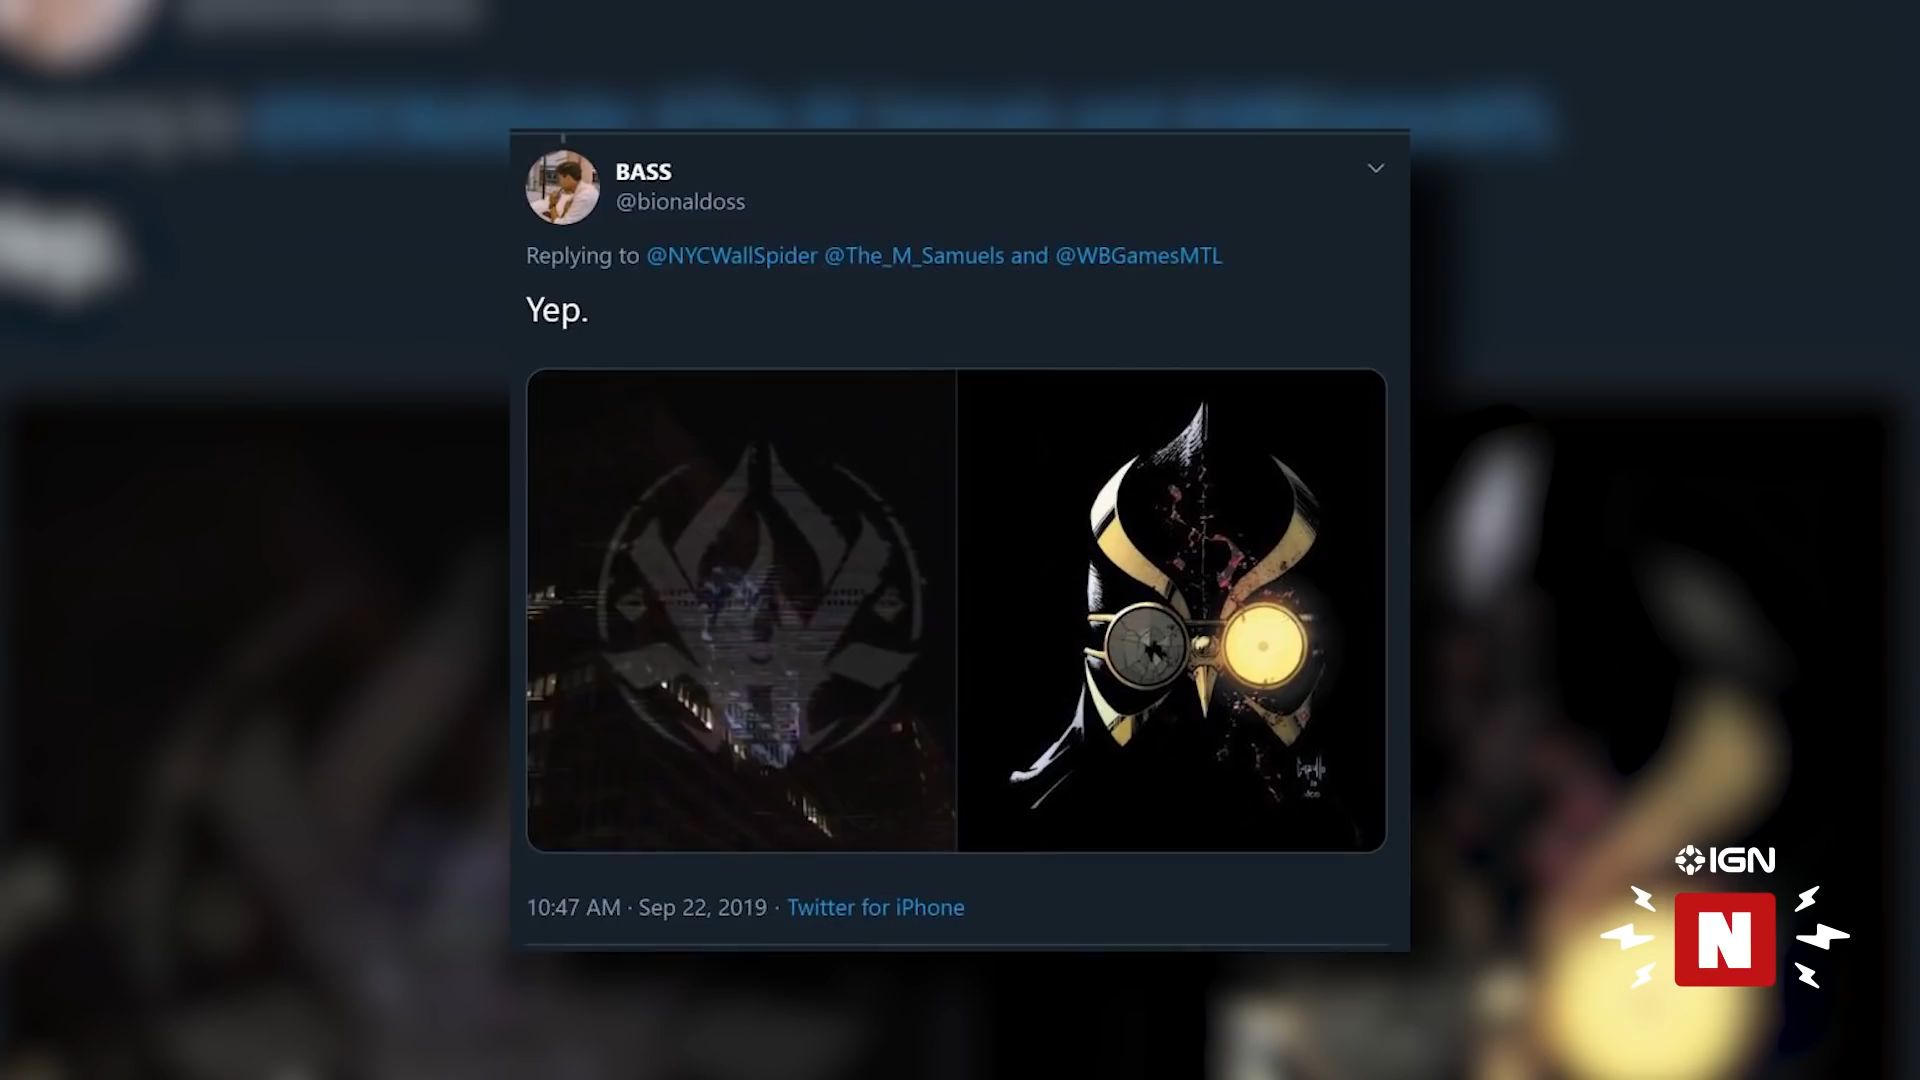 BASS
@bionaldoss
Replying to @NYCWallSpider @The_M_Samuels and @WBGamesMTL
Yep.
10:47 AM · Sep 22, 2019 · Twitter for iPhone
IGN
N